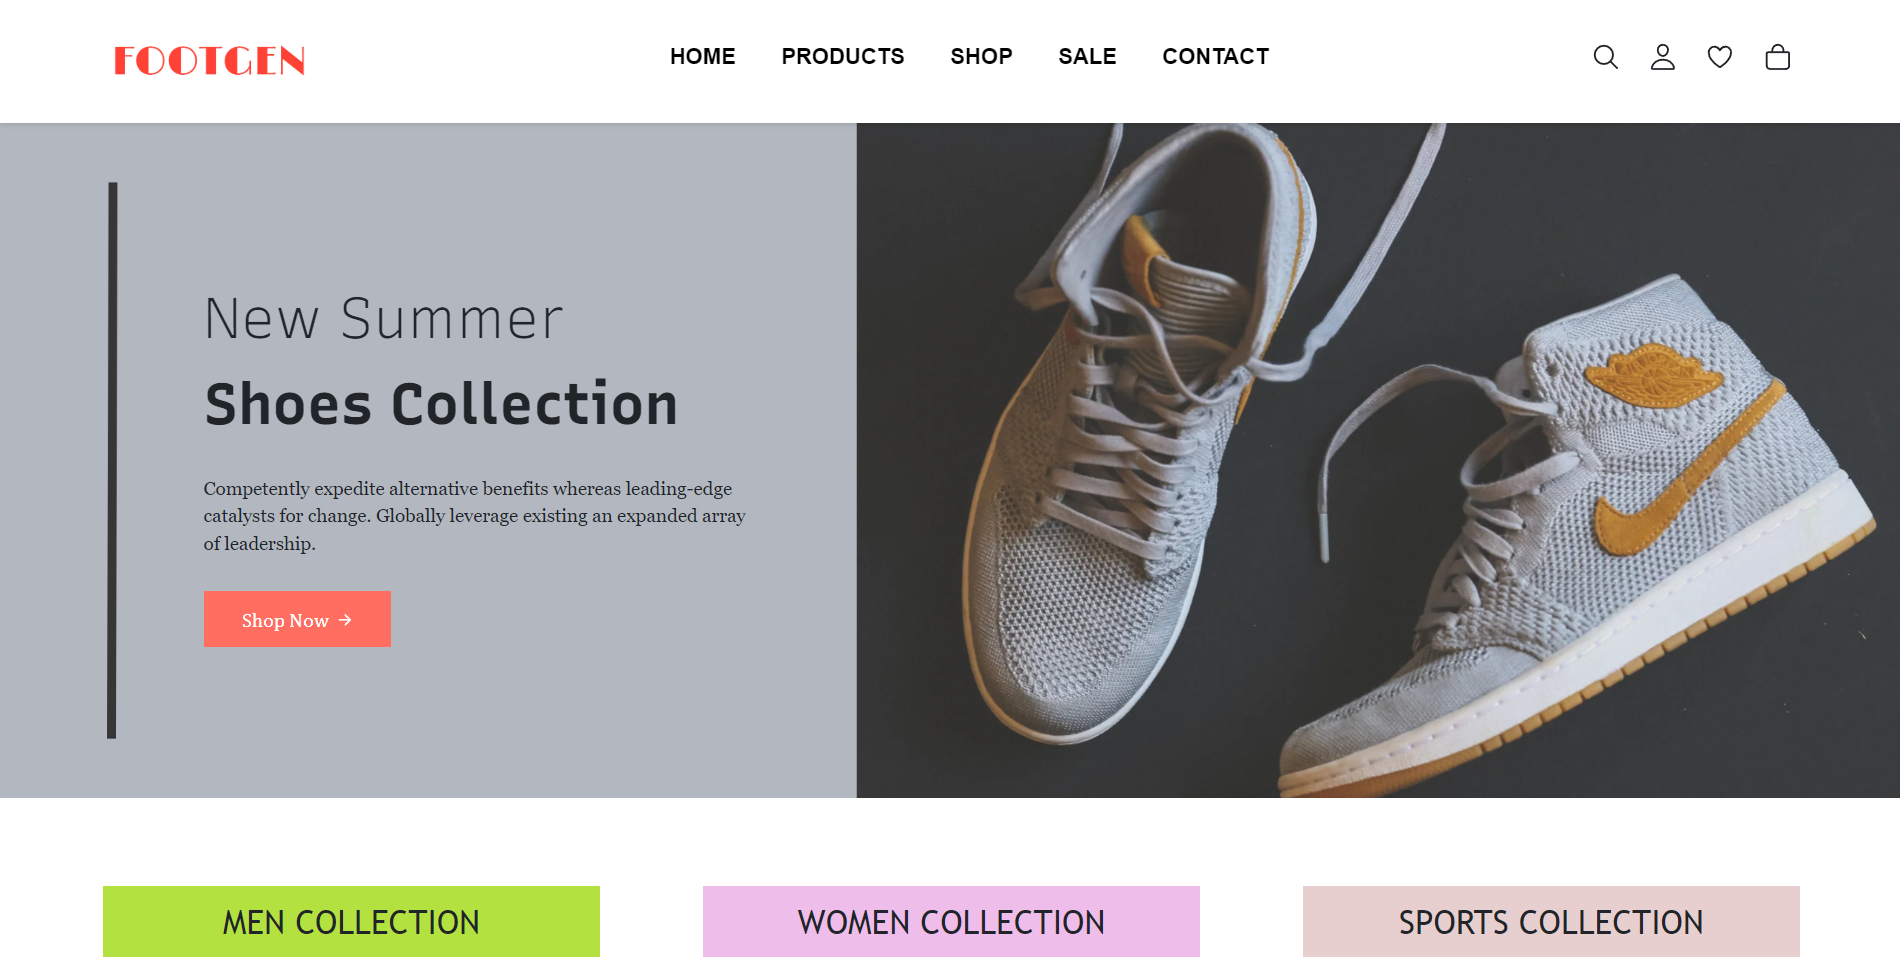 FOOTGEN
HOME PRODUCTS SHOP SALE CONTACT
New Summer
Shoes Collection
Competently expedite alternative benefits whereas leading-edge
catalysts for change. Globally leverage existing an expanded array
of leadership.
Shop Now →
MEN COLLECTION
WOMEN COLLECTION
SPORTS COLLECTION